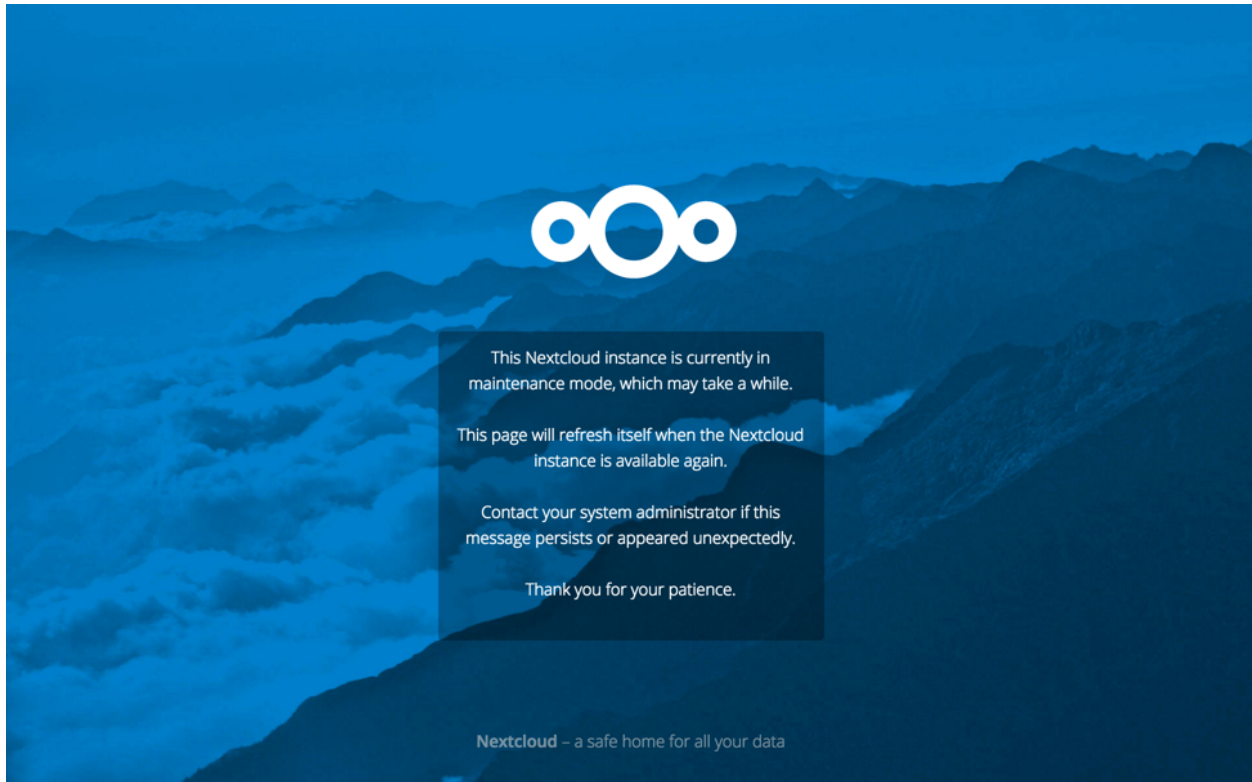 This Nextcloud instance is currently in
maintenance mode, which may take a while.
This page will refresh itself when the Nextcloud
instance is available again.
Contact your system administrator if this
message persists or appeared unexpectedly.
Thank you for your patience.
Nextcloud – a safe home for all your data